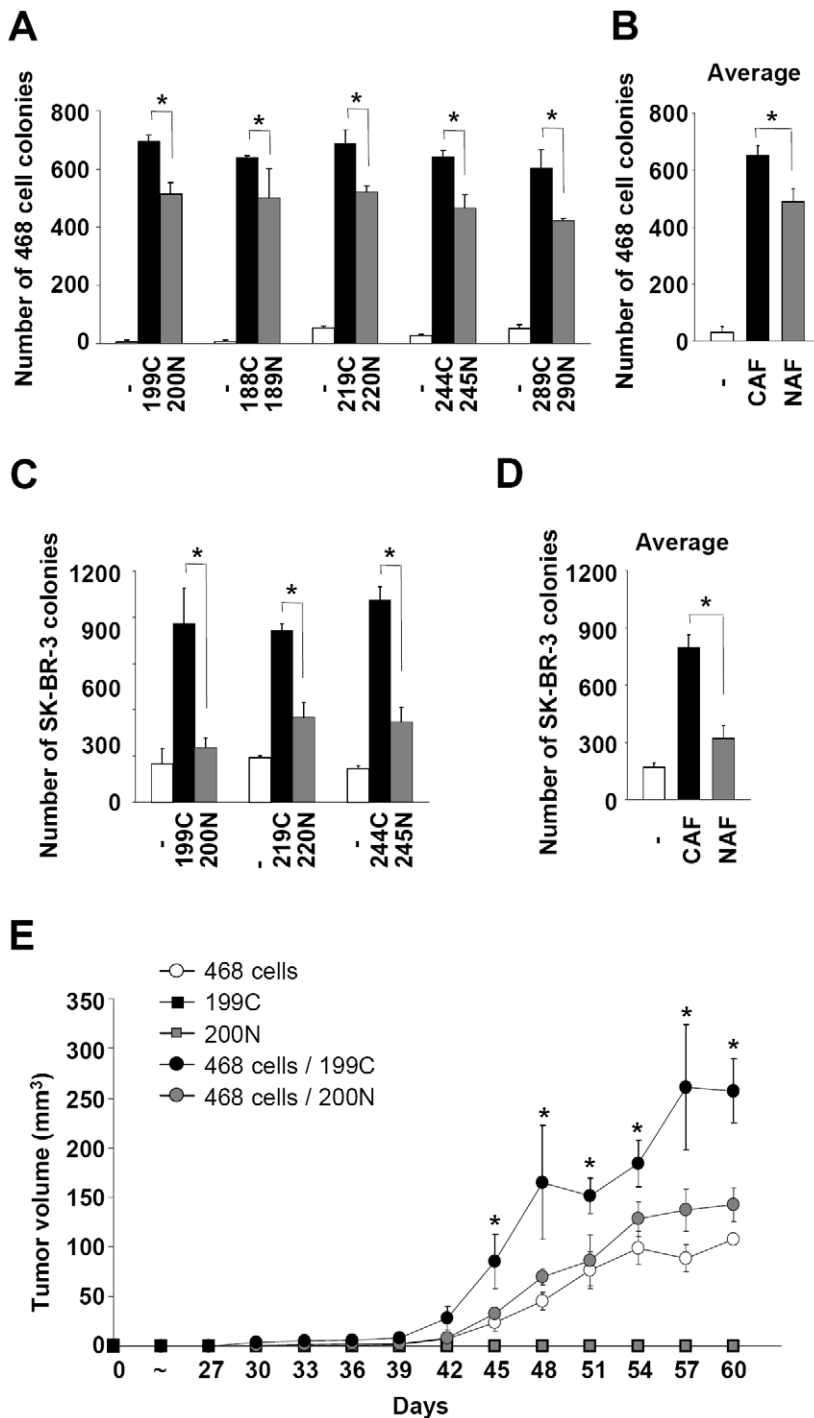 A
Number of 468 cell colonies
800
600
400
200
0
*
*
*
*
*
-
199C
200N
-
188C
189N
-
219C
220N
-
244C
245N
-
289C
290N
B
Average
Number of 468 cell colonies
800
600
400
200
0
*
-
CAF
NAF
C
Number of SK-BR-3 colonies
1200
900
600
300
0
*
*
*
-
199C
200N
-
219C
220N
-
244C
245N
D
Average
Number of SK-BR-3 colonies
1200
900
600
300
0
*
-
CAF
NAF
E
468 cells
199C
200N
468 cells / 199C
468 cells / 200N
Tumor volume (mm³)
350
300
250
200
150
100
50
0
*
*
*
*
*
*
0 ~ 27 30 33 36 39 42 45 48 51 54 57 60
Days